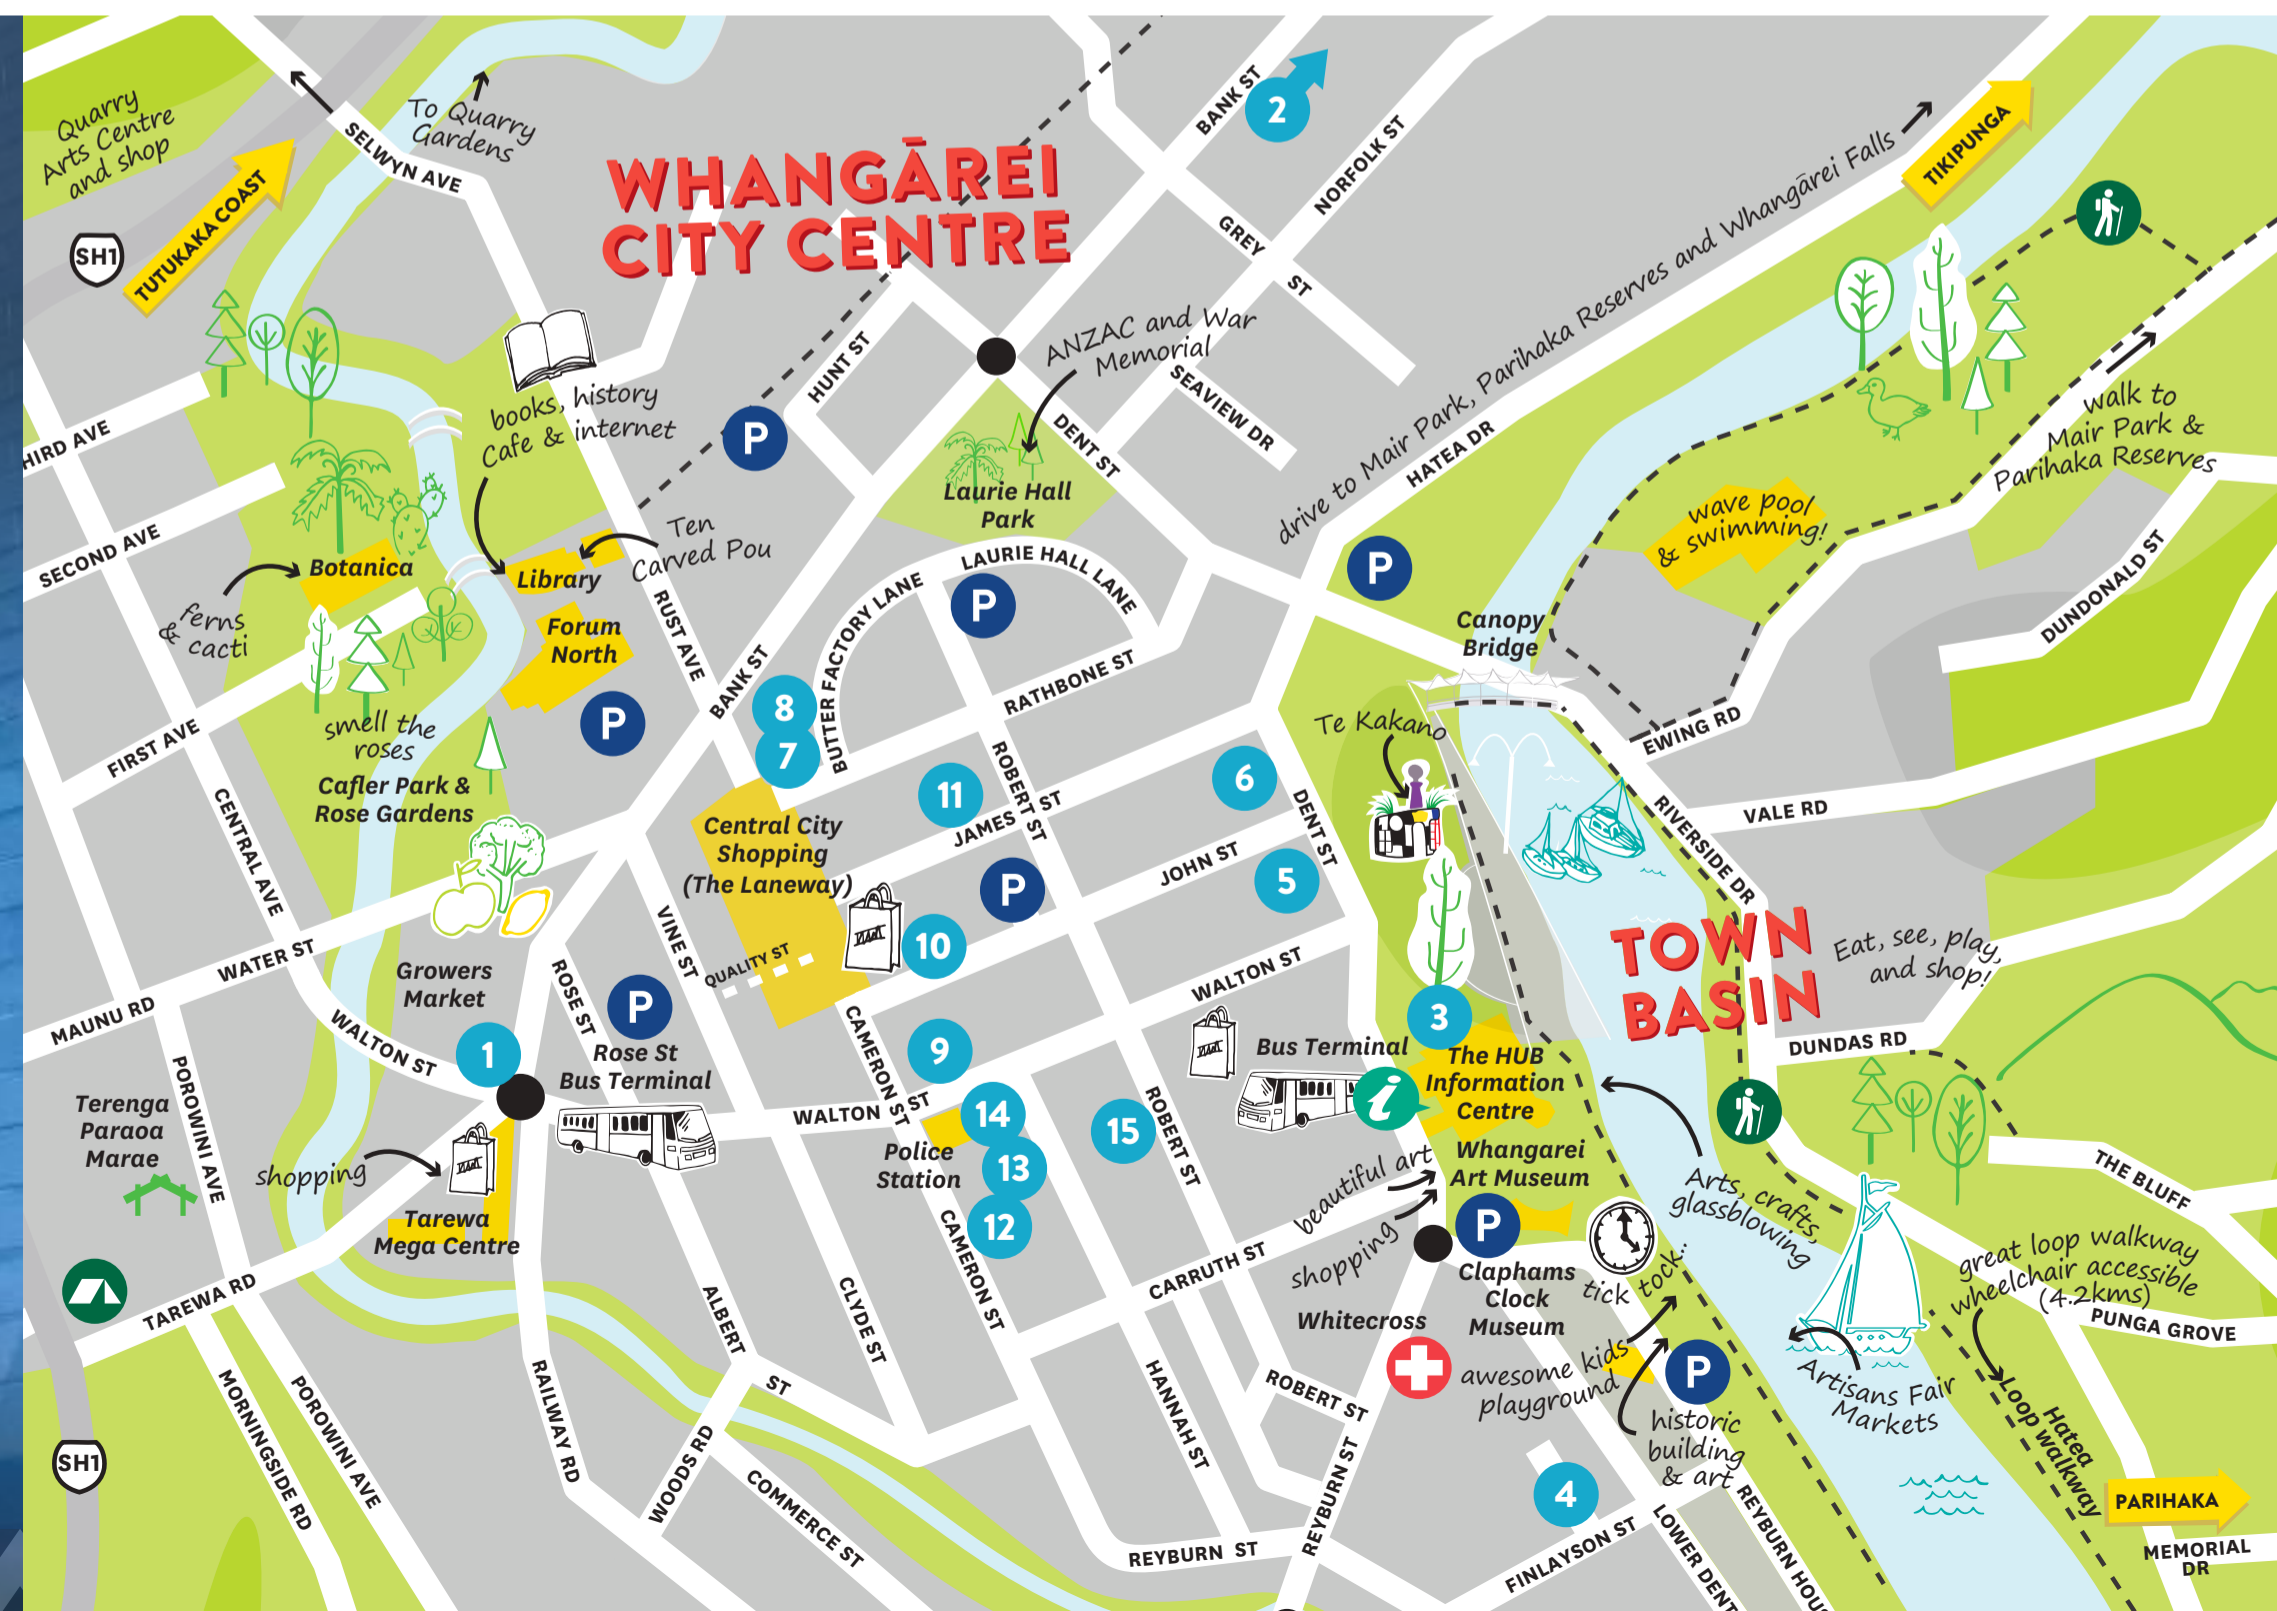 WHANGĀREI
CITY CENTRE
TOWN
BASIN
Quarry
Arts Centre
and shop
SH1
TUTUKAKA COAST
SELWYN AVE
To Quarry
Gardens
BANK ST
2
NORFOLK ST
GREY
ST
drive to Mair Park, Parihaka Reserves and Whangārei Falls
TIKIPUNGA
HUNT ST
ANZAC and War
Memorial
SEAVIEW DR
DENT ST
HATEA DR
walk to
Mair Park &
Parihaka Reserves
books, history
Cafe & internet
P
HIRD AVE
SECOND AVE
Laurie Hall
Park
Ten
Carved Pou
LAURIE HALL LANE
P
P
wave pool
& swimming!
DUNDONALD ST
Botanica
Library
ferns
& cacti
Forum
North
RUST AVE
BUTTER FACTORY LANE
RATHBONE ST
Canopy
Bridge
EWING RD
P
BANK ST
8
7
smell the
roses
FIRST AVE
Cafler Park &
Rose Gardens
CENTRAL AVE
Te Kakano
ROBERT ST
11
6
JAMES ST
DENT ST
RIVERSIDE DR
VALE RD
Central City
Shopping
(The Laneway)
JOHN ST
5
P
10
VINE ST
QUALITY ST
WATER ST
MAUNU RD
Growers
Market
ROSE ST
P
Rose St
Bus Terminal
WALTON ST
1
WALTON ST
Eat, see, play,
and shop!
3
DUNDAS RD
Bus Terminal
i
The HUB
Information
Centre
9
CAMERON ST
WALTON ST
14
13
12
15
Police
Station
ROBERT ST
Terenga
Paraoa
Marae
POROWINI AVE
shopping
Tarewa
Mega Centre
TAREWA RD
Whangarei
Art Museum
beautiful art
shopping
P
Claphams
Clock
Museum
tick tock..
Arts, crafts,
glassblowing
THE BLUFF
great loop walkway
wheelchair accessible
(4.2kms)
PUNGA GROVE
CARRUTH ST
CAMERON ST
CLYDE ST
ALBERT
ST
Whitecross
awesome kids
playground
P
historic
building
& art
Artisans Fair
Markets
Hatea
Loop walkway
PARIHAKA
MEMORIAL
DR
SH1
MORNINGSIDE RD
POROWINI AVE
RAILWAY RD
WOODS RD
COMMERCE ST
HANNAH ST
ROBERT ST
REYBURN ST
REYBURN ST
4
FINLAYSON ST
LOWER DENT
REYBURN HOU